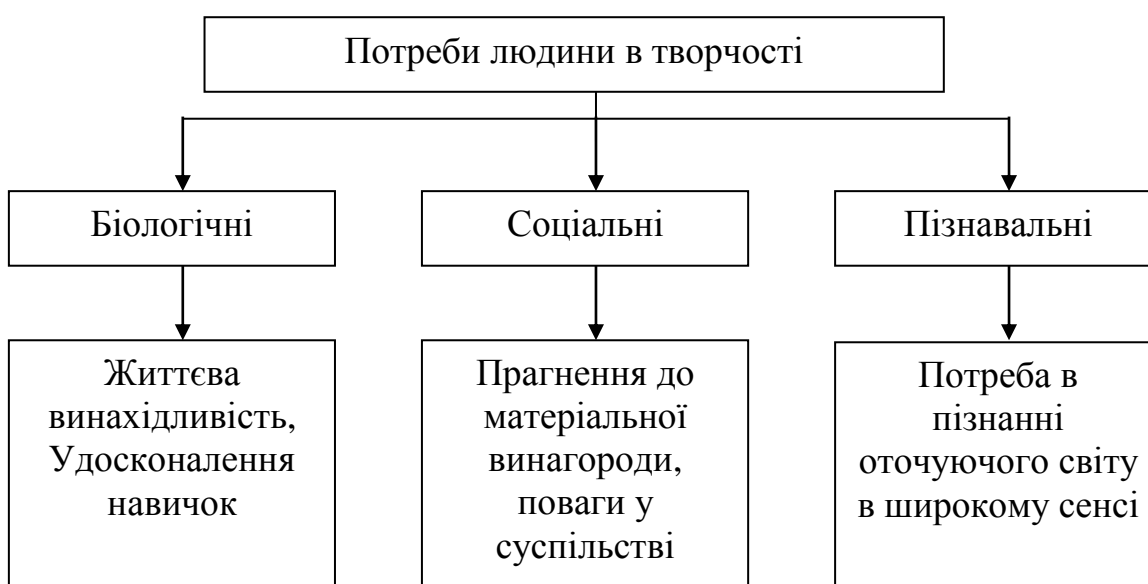 Потреби людини в творчості
Біологічні
Соціальні
Пізнавальні
Життєва
винахідливість,
Удосконалення
навичок
Прагнення до
матеріальної
винагороди,
поваги у
суспільстві
Потреба в
пізнанні
оточуючого світу
в широкому сенсі